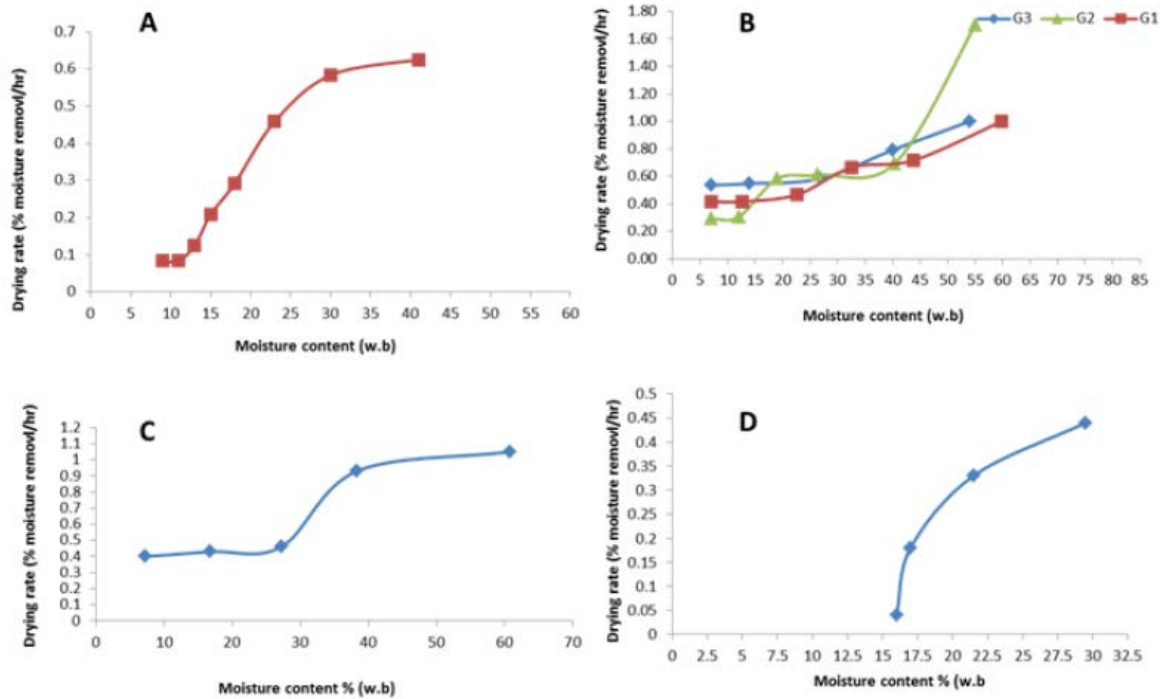 A
Drying rate (% moisture removl/hr)
0.7
0.6
0.5
0.4
0.3
0.2
0.1
0
0 5 10 15 20 25 30 35 40 45 50 55 60
Moisture content (w.b)
B
G3 G2 G1
Drying rate (% moisture removl/hr)
1.80
1.60
1.40
1.20
1.00
0.80
0.60
0.40
0.20
0.00
0 5 10 15 20 25 30 35 40 45 50 55 60 65 70 75 80 85
Moisture content (w.b)
C
Drying rate (% moisture removl/hr)
1.2
1.1
1
0.9
0.8
0.7
0.6
0.5
0.4
0.3
0.2
0.1
0
0 10 20 30 40 50 60 70
Moisture content % (w.b)
D
Drying rate (% moisture removl/hr)
0.5
0.45
0.4
0.35
0.3
0.25
0.2
0.15
0.1
0.05
0
0 2.5 5 7.5 10 12.5 15 17.5 20 22.5 25 27.5 30 32.5
Moisture content % (w.b